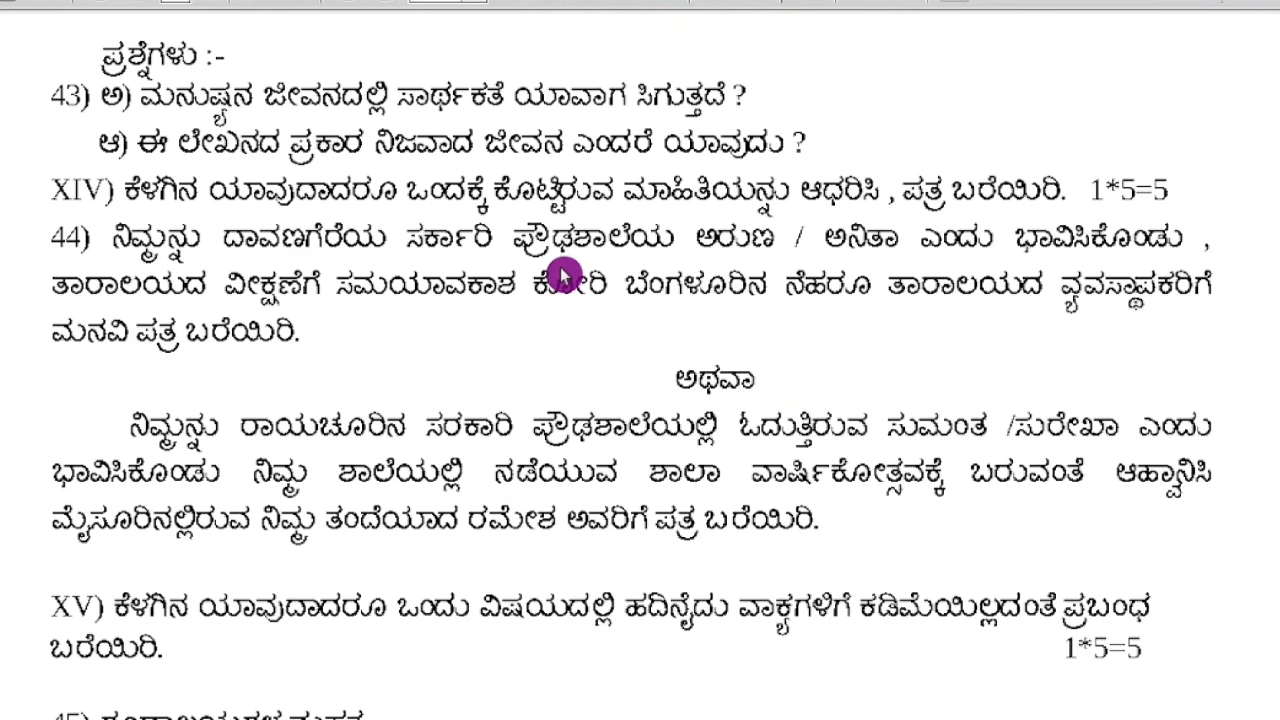 ಪ್ರಶ್ನೆಗಳು :-
43) ಅ) ಮನುಷ್ಯನ ಜೀವನದಲ್ಲಿ ಸಾರ್ಥಕತೆ ಯಾವಾಗ ಸಿಗುತ್ತದೆ ?
ಆ) ಈ ಲೇಖನದ ಪ್ರಕಾರ ನಿಜವಾದ ಜೀವನ ಎಂದರೆ ಯಾವುದು ?
XIV) ಕೆಳಗಿನ ಯಾವುದಾದರೂ ಒಂದಕ್ಕೆ ಕೊಟ್ಟಿರುವ ಮಾಹಿತಿಯನ್ನು ಆಧರಿಸಿ , ಪತ್ರ ಬರೆಯಿರಿ. 1*5=5
44) ನಿಮ್ಮನ್ನು ದಾವಣಗೆರೆಯ ಸರ್ಕಾರಿ ಪ್ರೌಢಶಾಲೆಯ ಅರುಣ / ಅನಿತಾ ಎಂದು ಭಾವಿಸಿಕೊಂಡು ,
ತಾರಾಲಯದ ವೀಕ್ಷಣೆಗೆ ಸಮಯಾವಕಾಶ ಕೋರಿ ಬೆಂಗಳೂರಿನ ನೆಹರೂ ತಾರಾಲಯದ ವ್ಯವಸ್ಥಾಪಕರಿಗೆ
ಮನವಿ ಪತ್ರ ಬರೆಯಿರಿ.
ಅಥವಾ
ನಿಮ್ಮನ್ನು ರಾಯಚೂರಿನ ಸರಕಾರಿ ಪ್ರೌಢಶಾಲೆಯಲ್ಲಿ ಓದುತ್ತಿರುವ ಸುಮಂತ /ಸುರೇಖಾ ಎಂದು
ಭಾವಿಸಿಕೊಂಡು ನಿಮ್ಮ ಶಾಲೆಯಲ್ಲಿ ನಡೆಯುವ ಶಾಲಾ ವಾರ್ಷಿಕೋತ್ಸವಕ್ಕೆ ಬರುವಂತೆ ಆಹ್ವಾನಿಸಿ
ಮೈಸೂರಿನಲ್ಲಿರುವ ನಿಮ್ಮ ತಂದೆಯಾದ ರಮೇಶ ಅವರಿಗೆ ಪತ್ರ ಬರೆಯಿರಿ.
XV) ಕೆಳಗಿನ ಯಾವುದಾದರೂ ಒಂದು ವಿಷಯದಲ್ಲಿ ಹದಿನೈದು ವಾಕ್ಯಗಳಿಗೆ ಕಡಿಮೆಯಿಲ್ಲದಂತೆ ಪ್ರಬಂಧ
ಬರೆಯಿರಿ. 1*5=5